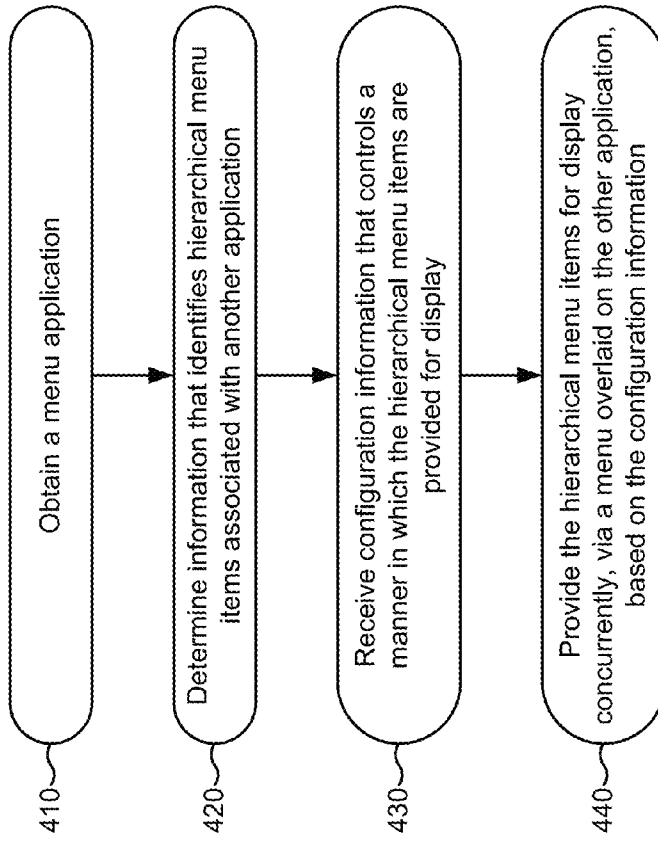 410
Obtain a menu application
420
Determine information that identifies hierarchical menu
items associated with another application
430
Receive configuration information that controls a
manner in which the hierarchical menu items are
provided for display
440
Provide the hierarchical menu items for display
concurrently, via a menu overlaid on the other application,
based on the configuration information